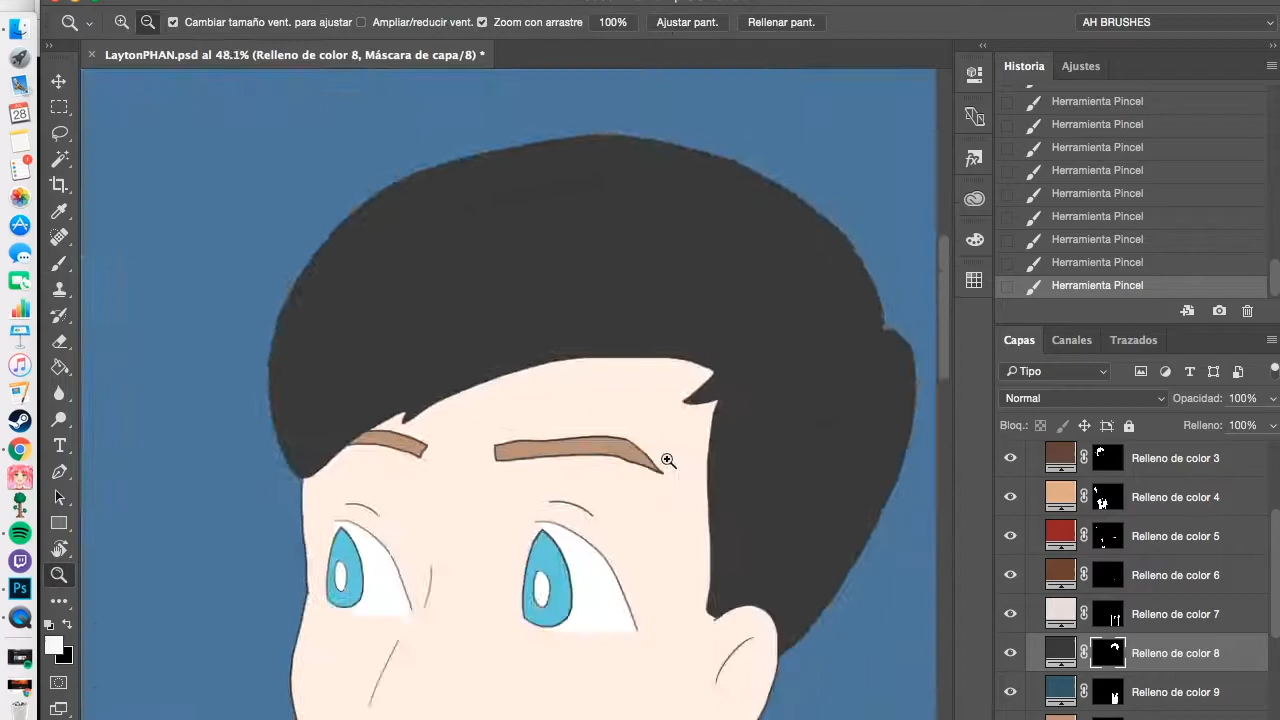 Cambiar tamaño vent. para ajustar
Ampliar/reducir vent.
Zoom con arrastre
100%
Ajustar pant.
Rellenar pant.
AH BRUSHES
LaytonPHAN.psd al 48.1% (Relleno de color 8, Máscara de capa/8) *
Historia
Ajustes
Herramienta Pincel
Herramienta Pincel
Herramienta Pincel
Herramienta Pincel
Herramienta Pincel
Herramienta Pincel
Herramienta Pincel
Herramienta Pincel
Herramienta Pincel
Capas
Canales
Trazados
Tipo
Normal
Opacidad: 100%
Bloq.:
Relleno: 100%
Relleno de color 3
Relleno de color 4
Relleno de color 5
Relleno de color 6
Relleno de color 7
Relleno de color 8
Relleno de color 9
JUL
28
Ps